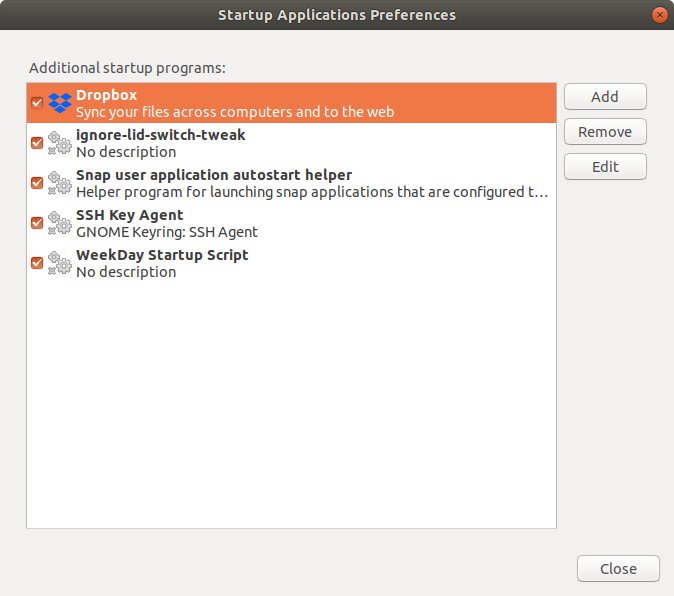 Startup Applications Preferences
Additional startup programs:
Dropbox
Sync your files across computers and to the web
ignore-lid-switch-tweak
No description
Snap user application autostart helper
Helper program for launching snap applications that are configured t…
SSH Key Agent
GNOME Keyring: SSH Agent
WeekDay Startup Script
No description
Add
Remove
Edit
Close